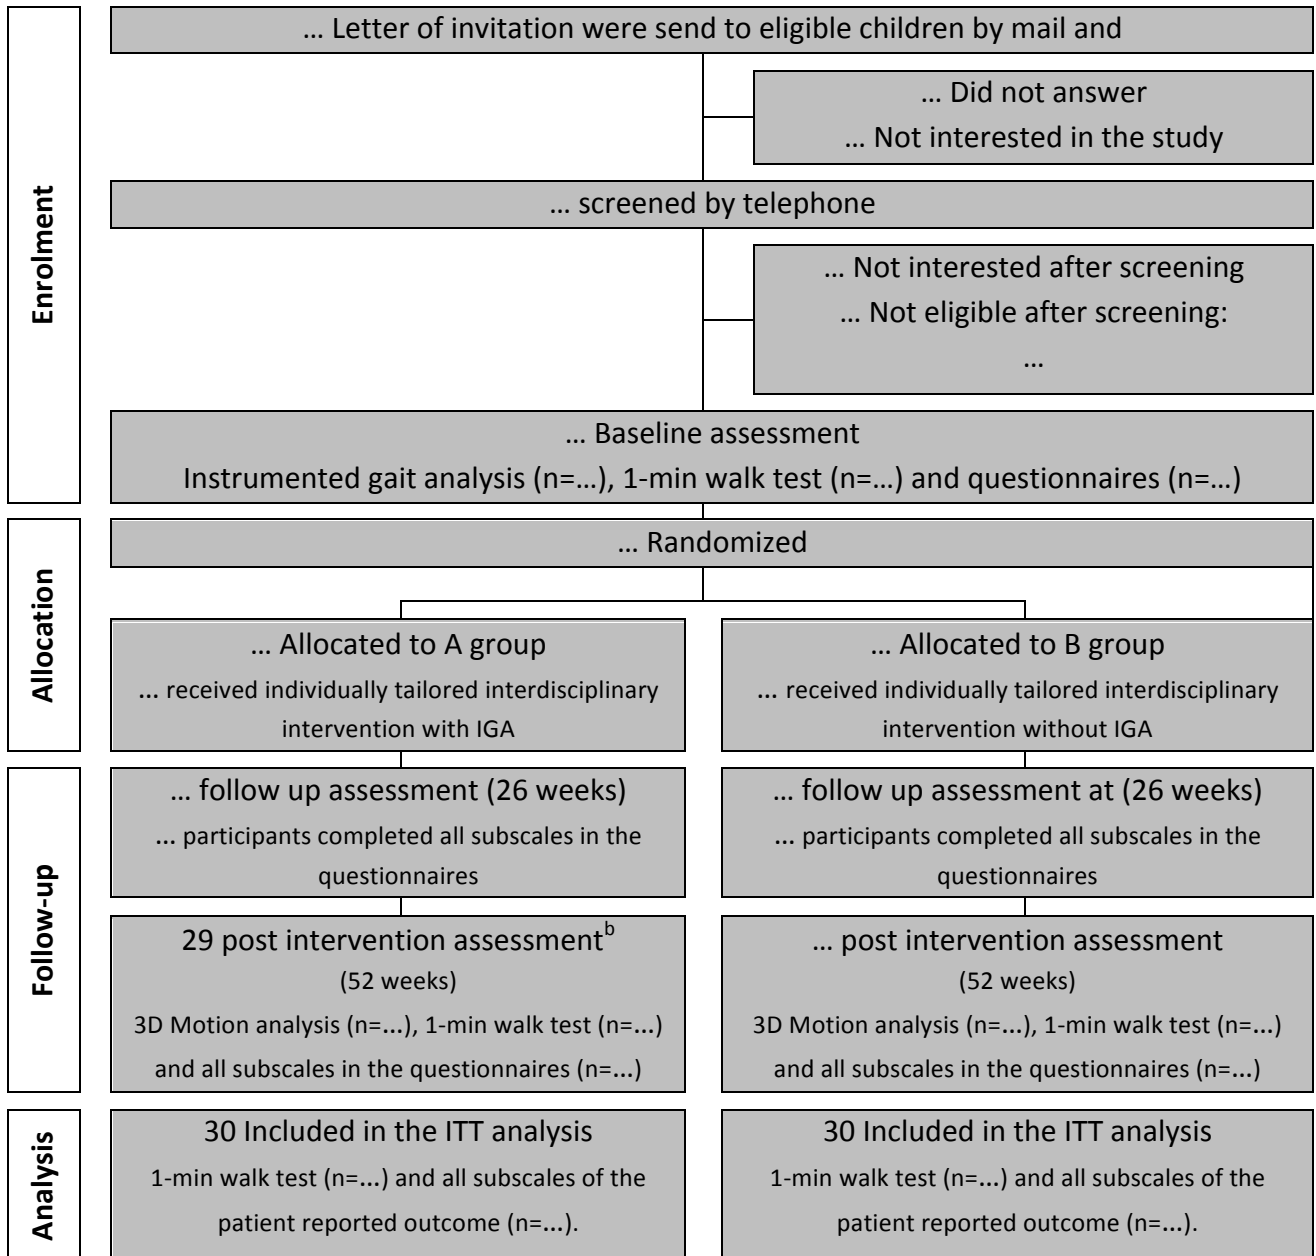 Enrolment
… Letter of invitation were send to eligible children by mail and
… Did not answer
… Not interested in the study
… screened by telephone
… Not interested after screening
… Not eligible after screening:
…
… Baseline assessment
Instrumented gait analysis (n=…), 1-min walk test (n=…) and questionnaires (n=…)
Allocation
… Randomized
… Allocated to A group
… received individually tailored interdisciplinary
intervention with IGA
… Allocated to B group
… received individually tailored interdisciplinary
intervention without IGA
Follow-up
… follow up assessment (26 weeks)
… participants completed all subscales in the
questionnaires
… follow up assessment at (26 weeks)
… participants completed all subscales in the
questionnaires
29 post intervention assessmentᵇ
(52 weeks)
3D Motion analysis (n=…), 1-min walk test (n=…)
and all subscales in the questionnaires (n=…)
… post intervention assessment
(52 weeks)
3D Motion analysis (n=…), 1-min walk test (n=…)
and all subscales in the questionnaires (n=…)
Analysis
30 Included in the ITT analysis
1-min walk test (n=…) and all subscales of the
patient reported outcome (n=…).
30 Included in the ITT analysis
1-min walk test (n=…) and all subscales of the
patient reported outcome (n=…).